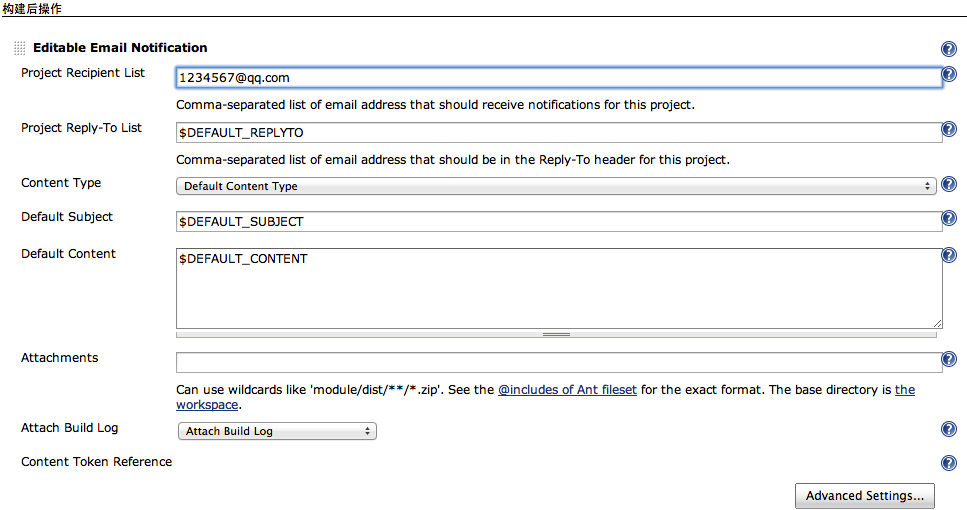 构建后操作
Editable Email Notification
Project Recipient List
1234567@qq.com
Comma-separated list of email address that should receive notifications for this project.
Project Reply-To List
$DEFAULT_REPLYTO
Comma-separated list of email address that should be in the Reply-To header for this project.
Content Type
Default Content Type
Default Subject
$DEFAULT_SUBJECT
Default Content
$DEFAULT_CONTENT
Attachments
Can use wildcards like 'module/dist/**/*.zip'. See the @includes of Ant fileset for the exact format. The base directory is the
workspace.
Attach Build Log
Attach Build Log
Content Token Reference
Advanced Settings...